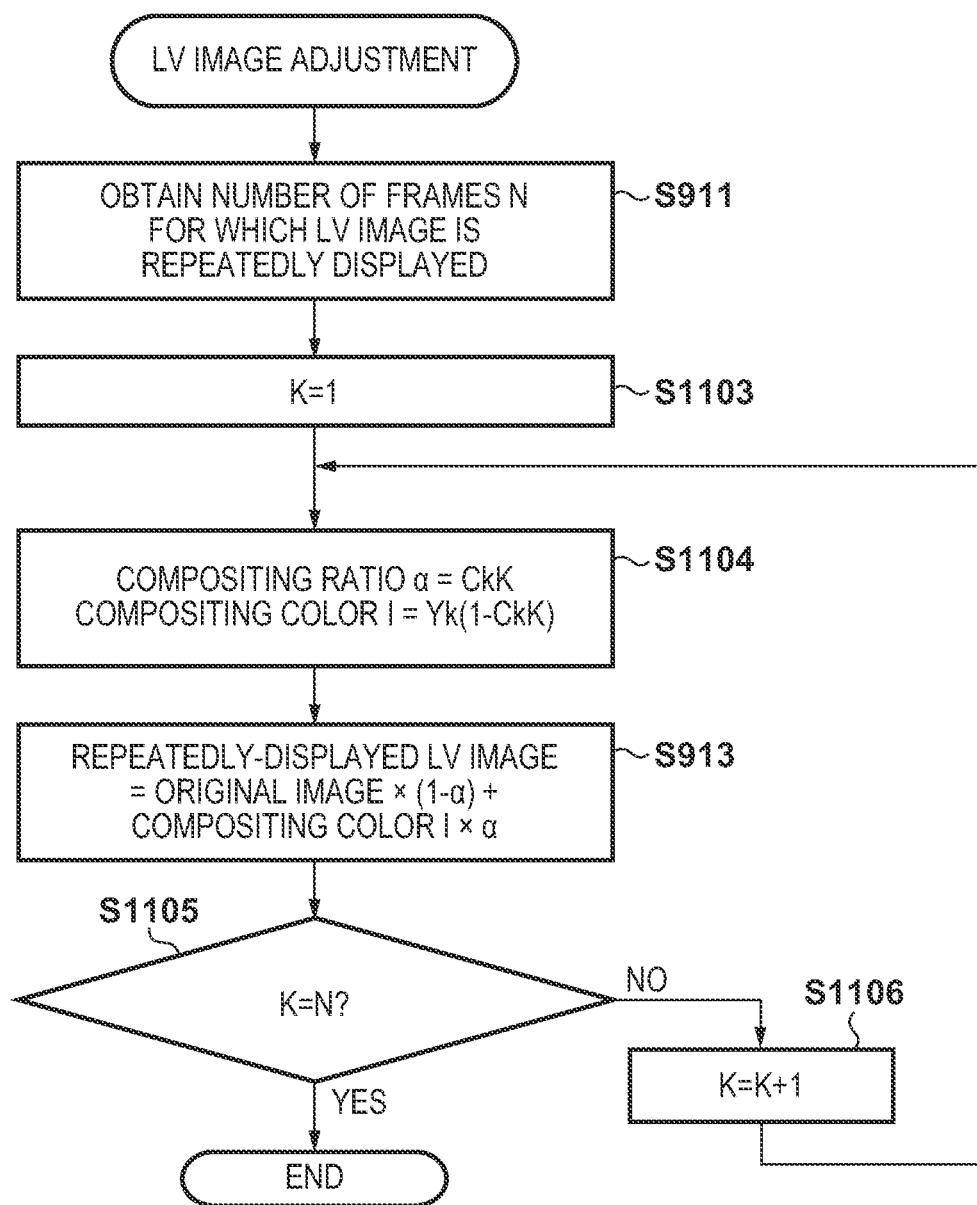 LV IMAGE ADJUSTMENT
OBTAIN NUMBER OF FRAMES N
FOR WHICH LV IMAGE IS
REPEATEDLY DISPLAYED
S911
K=1
S1103
COMPOSITING RATIO α = CkK
COMPOSITING COLOR I = Yk(1-CkK)
S1104
REPEATEDLY-DISPLAYED LV IMAGE
= ORIGINAL IMAGE × (1-α) +
COMPOSITING COLOR I × α
S913
S1105
K=N?
NO
S1106
K=K+1
YES
END